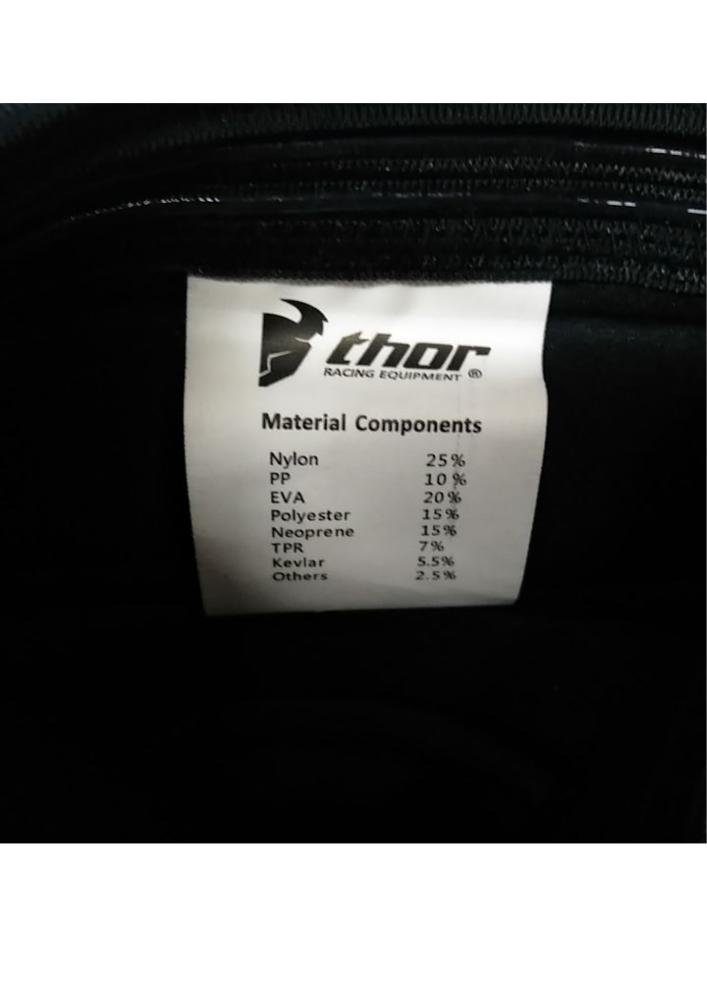 thor
RACING EQUIPMENT ®
Material Components
Nylon 25%
PP 10%
EVA 20%
Polyester 15%
Neoprene 15%
TPR 7%
Kevlar 5.5%
Others 2.5%